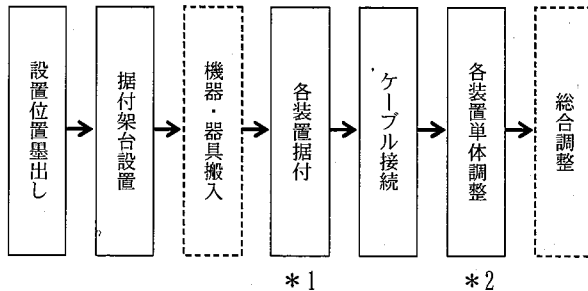 設置位置墨出し
据付架台設置
機器・器具搬入
各装置据付
ケーブル接続
各装置単体調整
総合調整
*1
*2